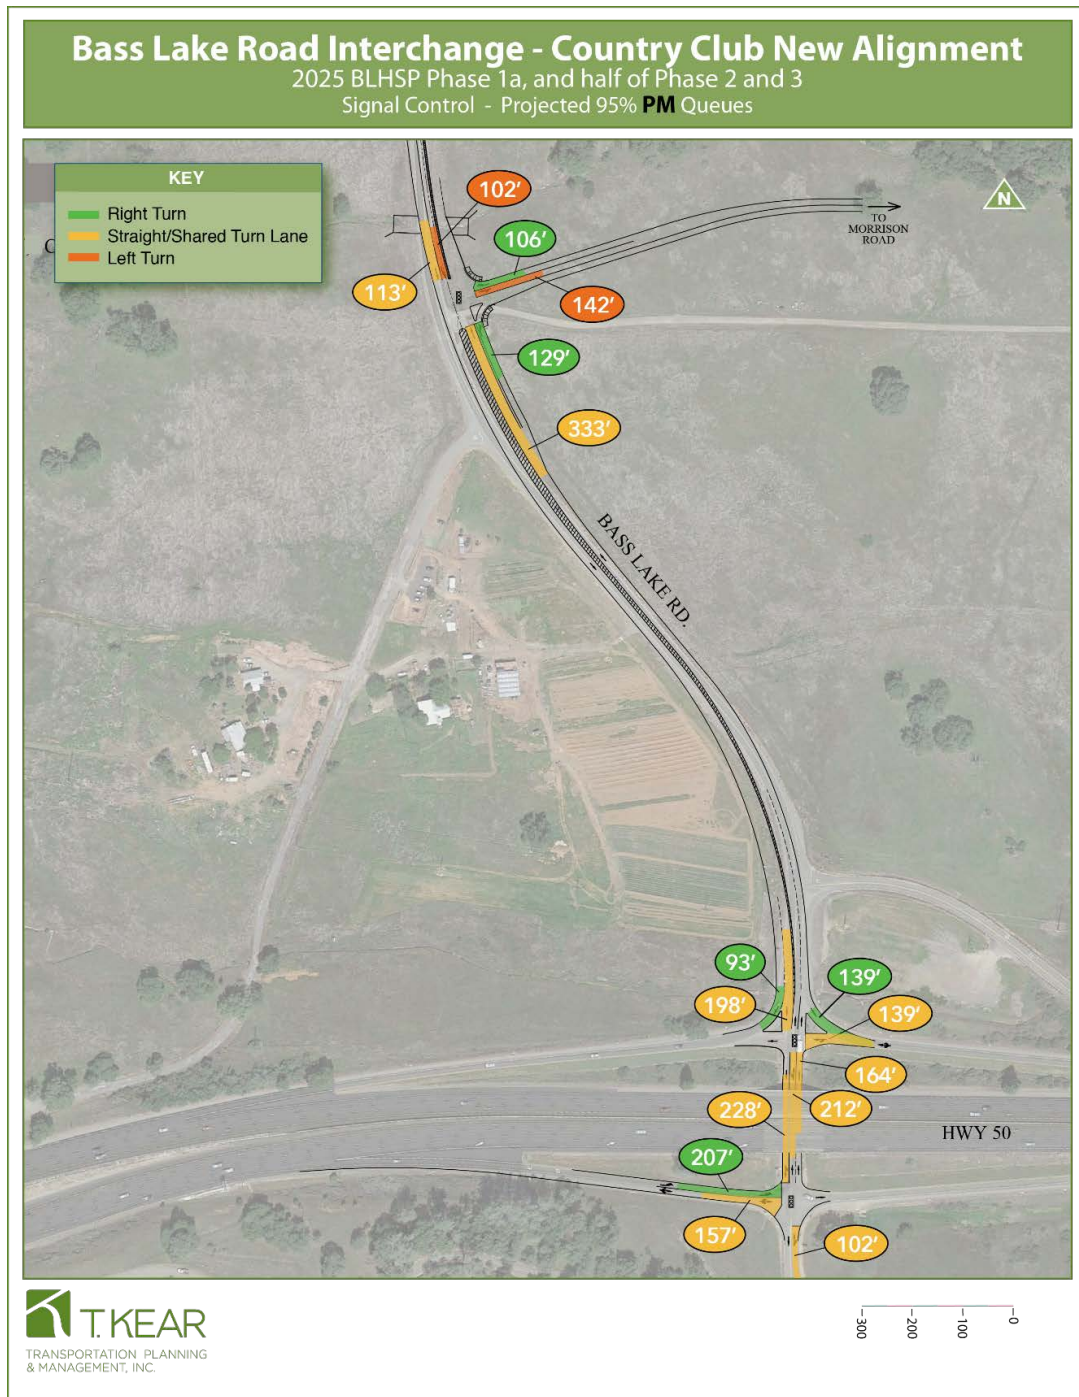 Bass Lake Road Interchange - Country Club New Alignment
2025 BLHSP Phase 1a, and half of Phase 2 and 3
Signal Control - Projected 95% PM Queues
KEY
Right Turn
Straight/Shared Turn Lane
Left Turn
102’
106’
113’
142’
129’
333’
N
TO
MORRISON
ROAD
BASS LAKE RD.
93’
139’
198’
139’
164’
228’
212’
HWY 50
207’
157’
102’
T.KEAR
TRANSPORTATION PLANNING
& MANAGEMENT, INC.
-300
-200
-100
0